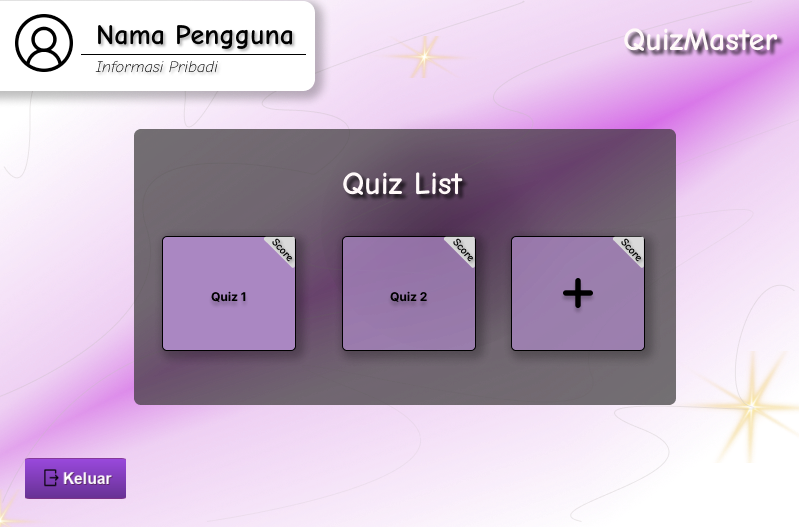 Nama Pengguna
Informasi Pribadi
QuizMaster
Quiz List
Score
Quiz 1
Score
Quiz 2
Score
Keluar